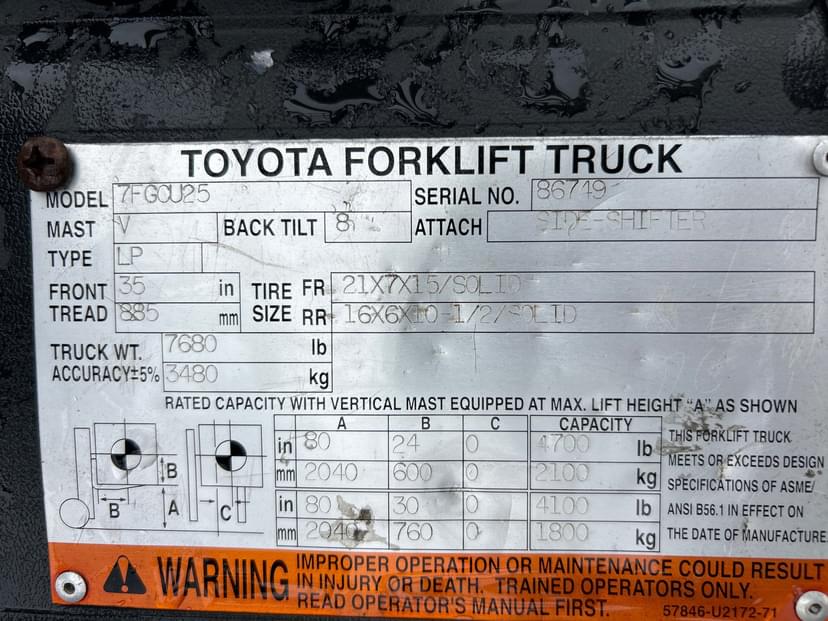 TOYOTA FORKLIFT TRUCK
MODEL 7FGCU25 SERIAL NO. 86749
MAST V BACK TILT 8 ATTACH SIDE-SHIFTER
TYPE LP
FRONT TREAD 35 in TIRE SIZE FR 21X7X15/SOLID
885 mm RR 16X6X10-1/2/SOLID
TRUCK WT. 7680 lb
ACCURACY±5% 3480 kg
RATED CAPACITY WITH VERTICAL MAST EQUIPPED AT MAX. LIFT HEIGHT "A" AS SHOWN
A B C CAPACITY
in 80 24 0 4700 lb
mm 2040 600 0 2100 kg
in 80 30 0 4100 lb
mm 2040 760 0 1800 kg
B
B A C
THIS FORKLIFT TRUCK
MEETS OR EXCEEDS DESIGN
SPECIFICATIONS OF ASME/
ANSI B56.1 IN EFFECT ON
THE DATE OF MANUFACTURE.
WARNING
IMPROPER OPERATION OR MAINTENANCE COULD RESULT
IN INJURY OR DEATH. TRAINED OPERATORS ONLY.
READ OPERATOR'S MANUAL FIRST.
57846-U2172-71